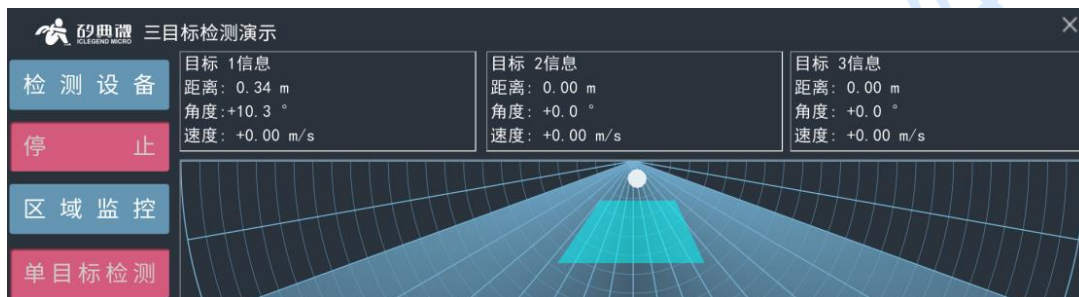 矽典微 三目标检测演示
ICLEGEND MICRO
×
检测设备
停止
区域监控
单目标检测
目标 1信息
距离: 0.34 m
角度:+10.3 °
速度: +0.00 m/s
目标 2信息
距离: 0.00 m
角度: +0.0 °
速度: +0.00 m/s
目标 3信息
距离: 0.00 m
角度: +0.0 °
速度: +0.00 m/s